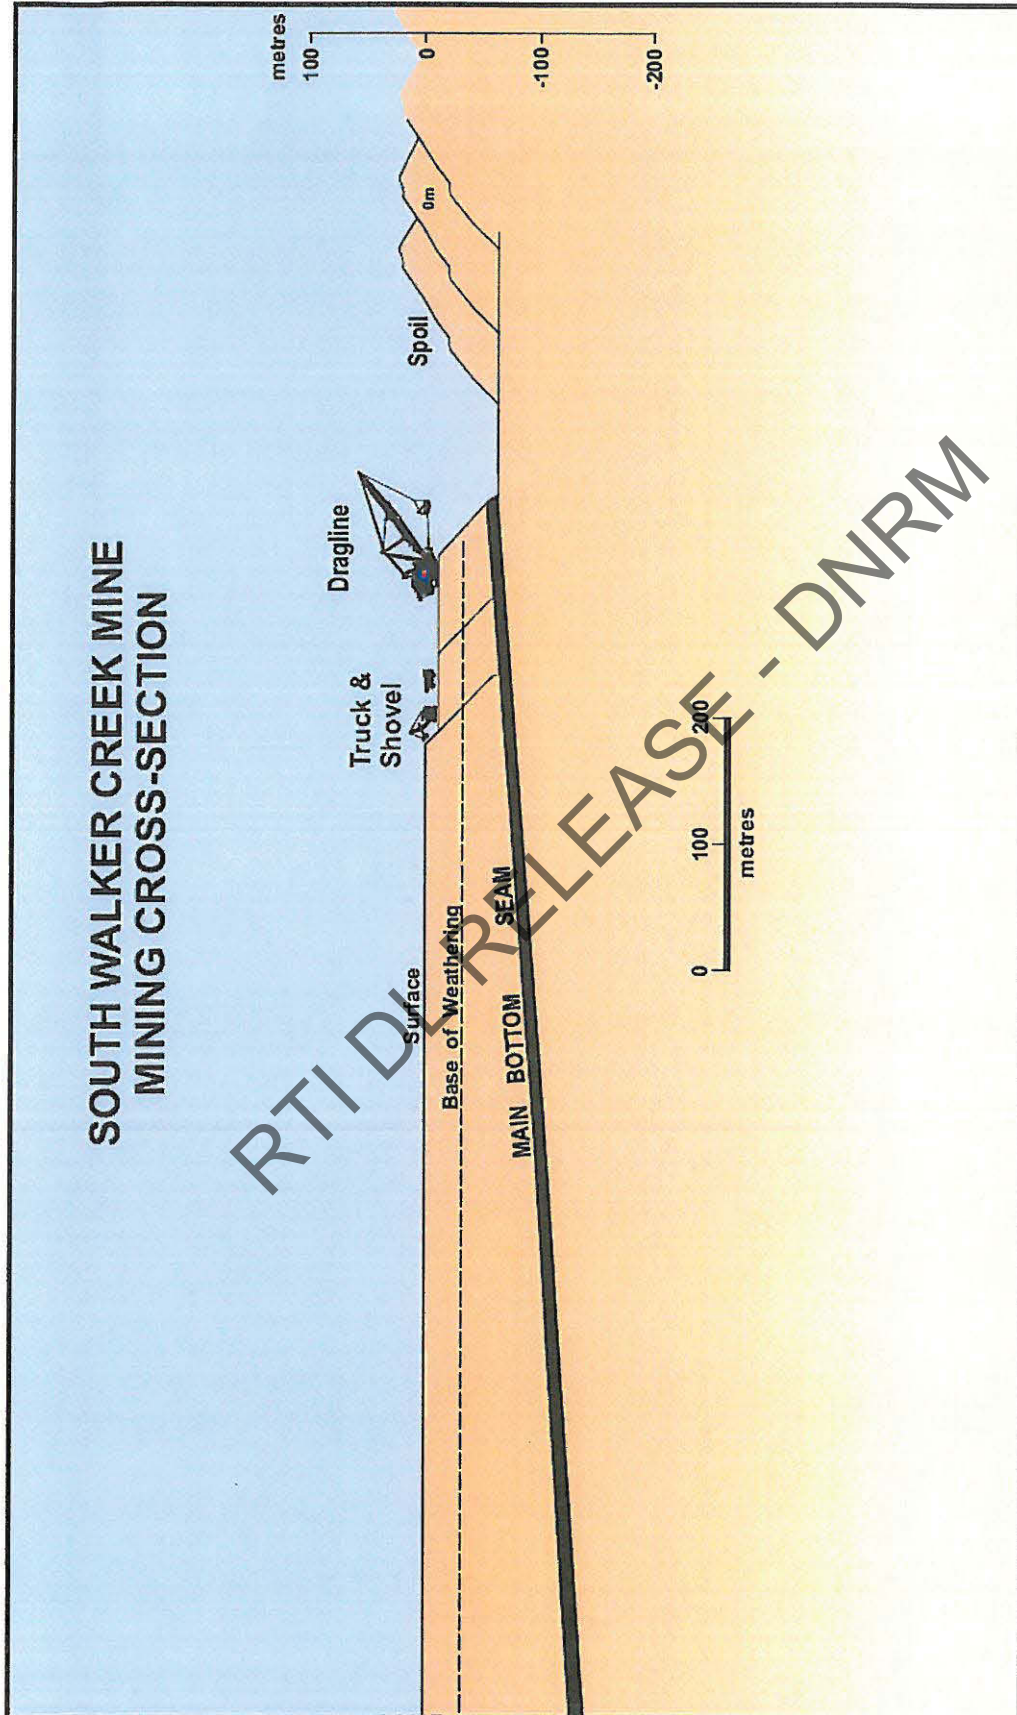 SOUTH WALKER CREEK MINE
MINING CROSS-SECTION
metres
100
0
-100
-200
Dragline
Spoil
0m
Truck &
Shovel
Surface
Base of Weathering
MAIN BOTTOM SEAM
0 100 200
metres
RTI DL RELEASE - DNRM